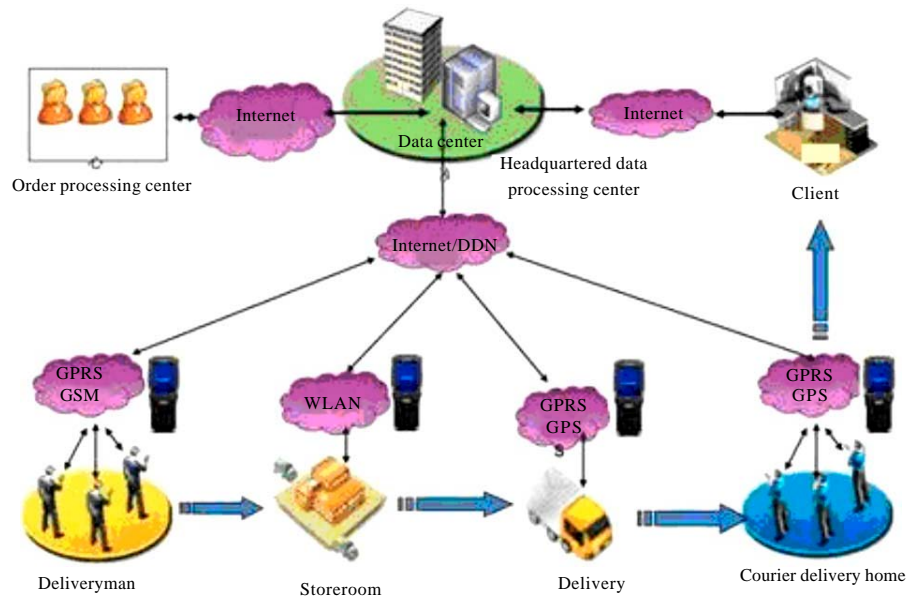 Internet
Data center
Internet
Order processing center
Headquartered data
processing center
Client
Internet/DDN
GPRS
GSM
WLAN
GPRS
GPS
S
GPRS
GPS
Deliveryman
Storeroom
Delivery
Courier delivery home